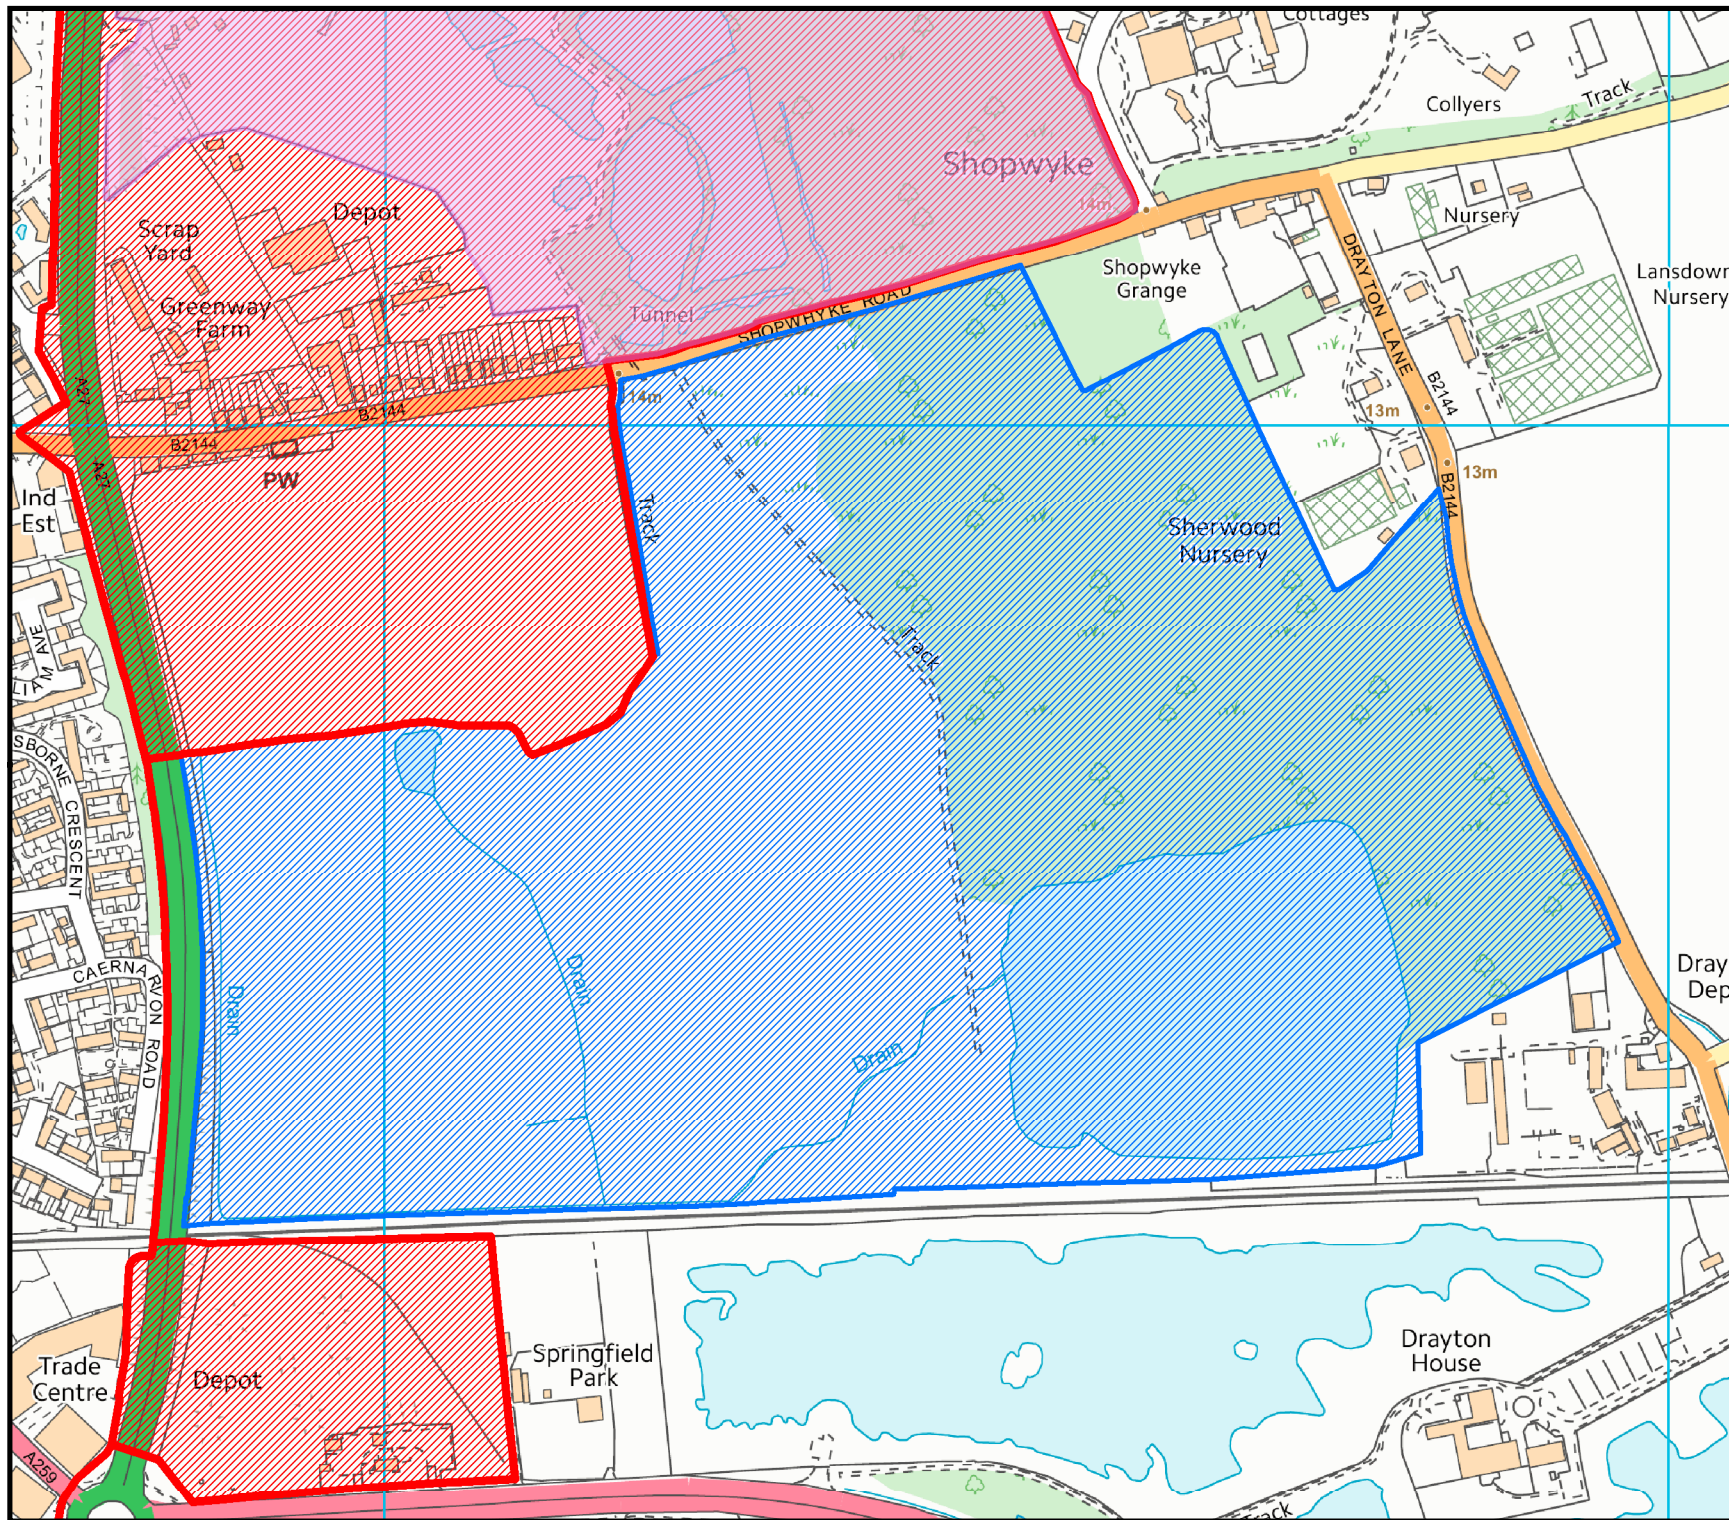 Cottages
Collyers
Track
Shopwyke
14m
Nursery
Depot
Scrap
Yard
Shopwyke
Grange
DRAYTON LANE
Lansdown
Nursery
Greenway
Farm
Tunnel
SHOPWHYKE ROAD
A27
B2144
B2144
14m
13m
B2144
A27
PW
13m
B2144
Ind
Est
Track
Sherwood
Nursery
LIAM AVE
Track
SBORNE CRESCENT
CAERNARVON ROAD
Drain
Drain
Drain
Dray
Dep
Trade
Centre
Depot
Springfield
Park
Drayton
House
A259
rack